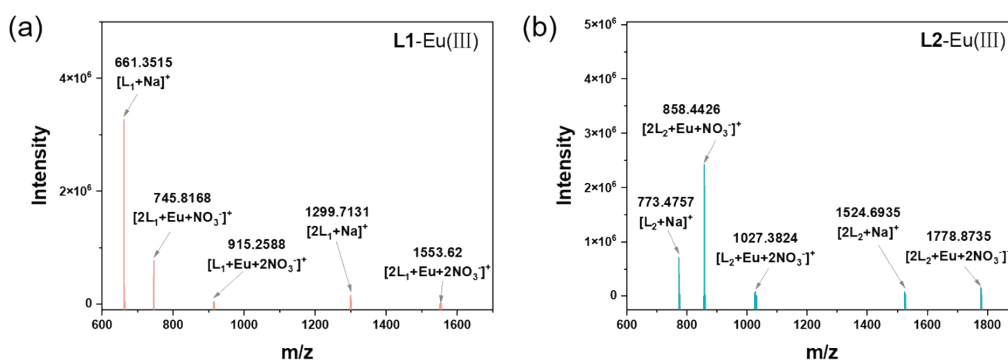 (a)
L1-Eu(III)
661.3515
[L₁+Na]⁺
745.8168
[2L₁+Eu+NO₃⁻]⁺
915.2588
[L₁+Eu+2NO₃⁻]⁺
1299.7131
[2L₁+Na]⁺
1553.62
[2L₁+Eu+2NO₃⁻]⁺
4×10⁶
2×10⁶
0
Intensity
600 800 1000 1200 1400 1600
m/z
(b)
L2-Eu(III)
858.4426
[2L₂+Eu+NO₃⁻]⁺
773.4757
[L₂+Na]⁺
1027.3824
[L₂+Eu+2NO₃⁻]⁺
1524.6935
[2L₂+Na]⁺
1778.8735
[2L₂+Eu+2NO₃⁻]⁺
5×10⁶
4×10⁶
3×10⁶
2×10⁶
1×10⁶
0
Intensity
600 800 1000 1200 1400 1600 1800
m/z